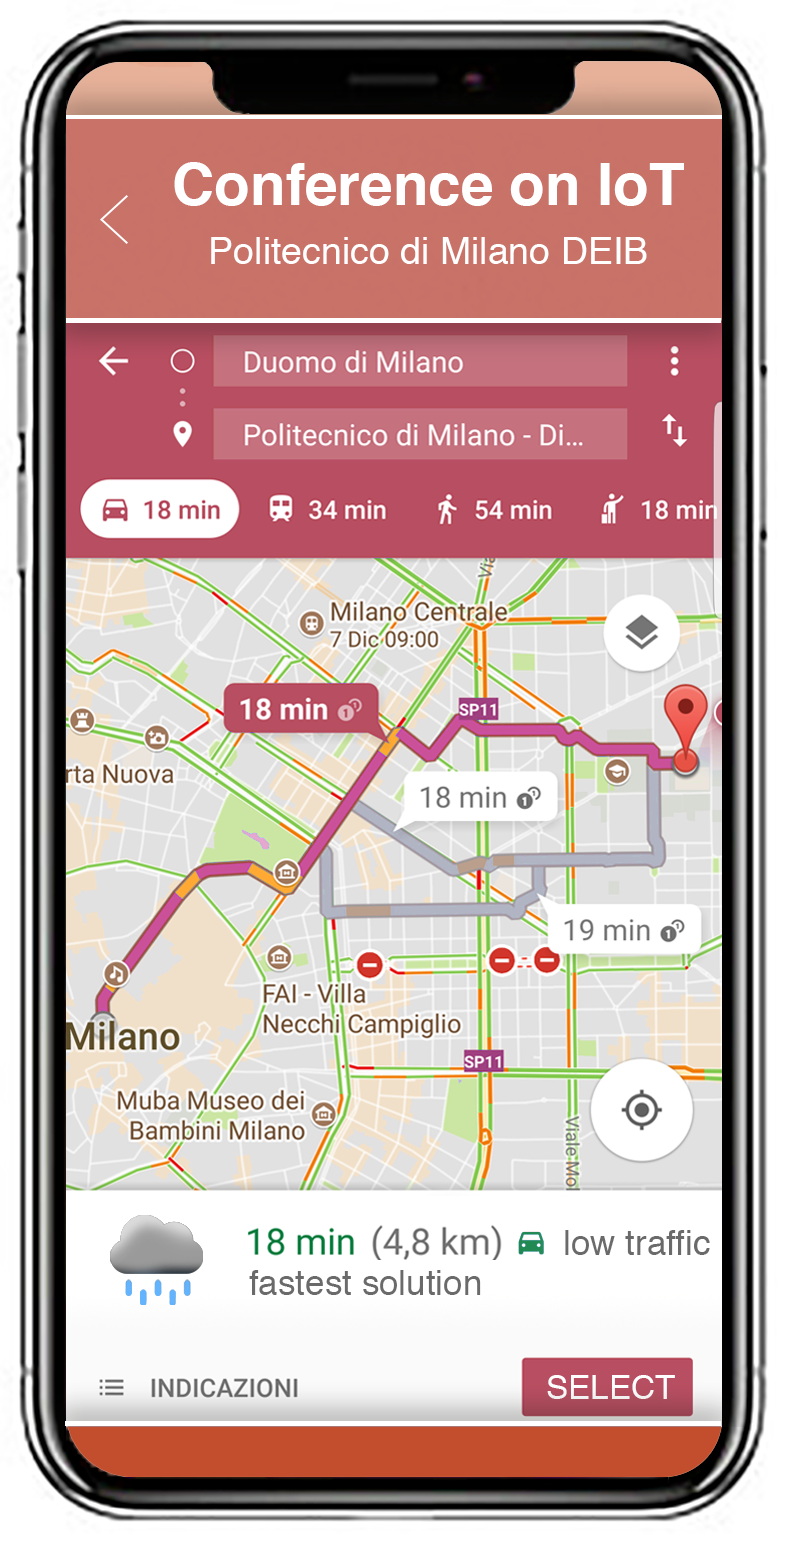 Conference on IoT
Politecnico di Milano DEIB
Duomo di Milano
Politecnico di Milano - Di...
18 min
34 min
54 min
18 min
Milano Centrale
7 Dic 09:00
18 min
SP11
rta Nuova
18 min
19 min
FAI - Villa
Necchi Campiglio
Milano
SP11
Muba Museo dei
Bambini Milano
Viale Mol
18 min (4,8 km) low traffic
fastest solution
INDICAZIONI
SELECT